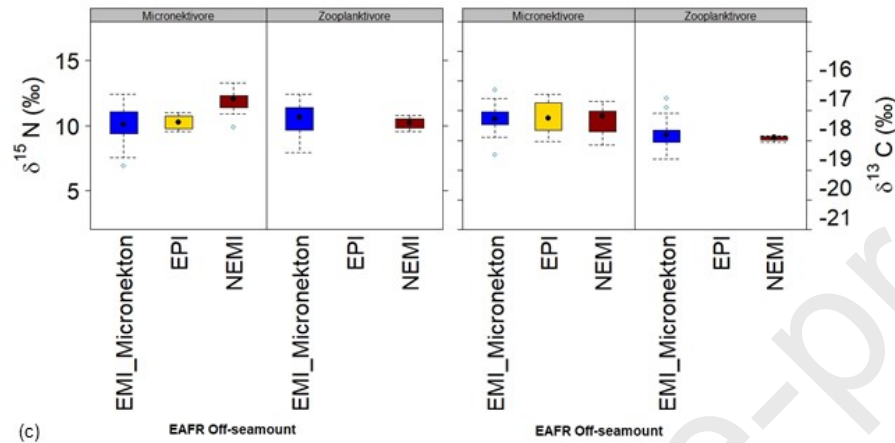 Micronektivore Zooplanktivore Micronektivore Zooplanktivore
δ15 N (‰)
15
10
5
-16
-17
-18
-19
-20
-21
δ13 C (‰)
EMI_Micronekton
EPI
NEMI
EMI_Micronekton
EPI
NEMI
EMI_Micronekton
EPI
NEMI
EMI_Micronekton
EPI
NEMI
(c)
EAFR Off-seamount
EAFR Off-seamount
e-pr